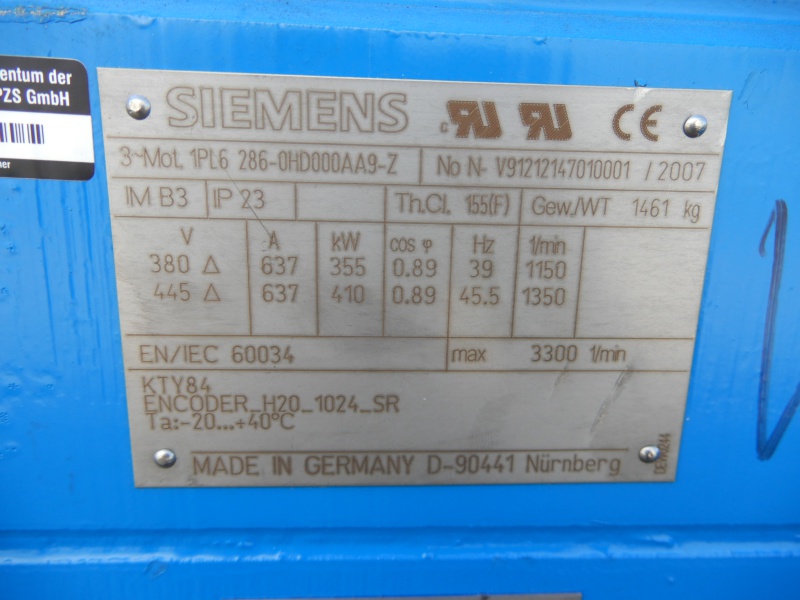 entum der
PZS GmbH
ner
SIEMENS c RU RU CE
3~Mot. 1PL6 286-0HD000AA9-Z No N- V91212147010001 / 2007
IM B3 IP 23 Th.Cl. 155(F) Gew./WT 1461 kg
V A kW cos φ Hz 1/min
380 Δ 637 355 0.89 39 1150
445 Δ 637 410 0.89 45.5 1350
EN/IEC 60034 max 3300 1/min
KTY84
ENCODER_H20_1024_SR
Ta:-20...+40°C
MADE IN GERMANY D-90441 Nürnberg